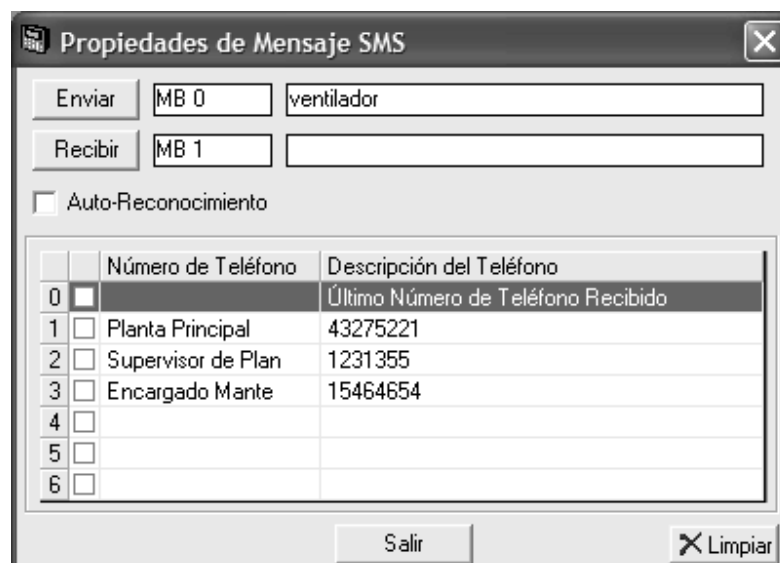 Propiedades de Mensaje SMS
Enviar MB 0 ventilador
Recibir MB 1
Auto-Reconocimiento
Número de Teléfono Descripción del Teléfono
0 Último Número de Teléfono Recibido
1 Planta Principal 43275221
2 Supervisor de Plan 1231355
3 Encargado Mante 15464654
4
5
6
Salir Limpiar